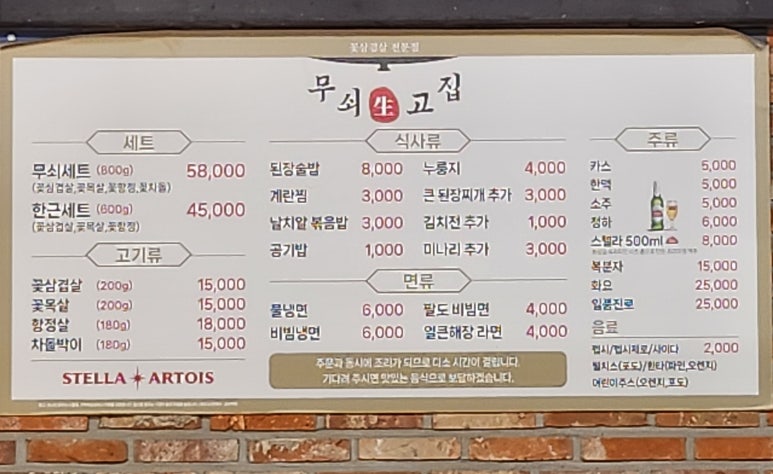 꽃삼겹살 전문점
무쇠 生 고집
세트
무쇠세트 (800g) 58,000
(꽃삼겹살,꽃목살,꽃항정,꽃차돌)
한근세트 (600g) 45,000
(꽃삼겹살,꽃목살,꽃항정)
고기류
꽃삼겹살 (200g) 15,000
꽃목살 (200g) 15,000
항정살 (180g) 18,000
차돌박이 (180g) 15,000
STELLA ARTOIS
식사류
된장술밥 8,000 누룽지 4,000
계란찜 3,000 큰 된장찌개 추가 3,000
날치알 볶음밥 3,000 김치전 추가 1,000
공기밥 1,000 미나리 추가 3,000
면류
물냉면 6,000 팔도 비빔면 4,000
비빔냉면 6,000 얼큰해장 라면 4,000
주문과 동시에 조리가 되므로 다소 시간이 걸립니다.
기다려 주시면 맛있는 음식으로 보답하겠습니다.
주류
카스 5,000
한맥 5,000
소주 5,000
청하 6,000
스텔라 500ml 8,000
복분자 15,000
화요 25,000
일품진로 25,000
음료
펩시/펩시제로/사이다 2,000
웰치스(포도)/환타(파인,오렌지)
어린이주스(오렌지,포도)